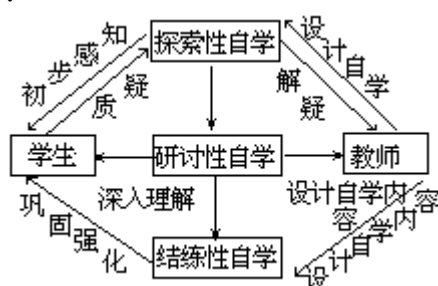 探索性自学
初步感知
质疑
解疑
设计自学
学生
研讨性自学
教师
深入理解
设计自学内
容
巩固强化
设计自学内容
结练性自学